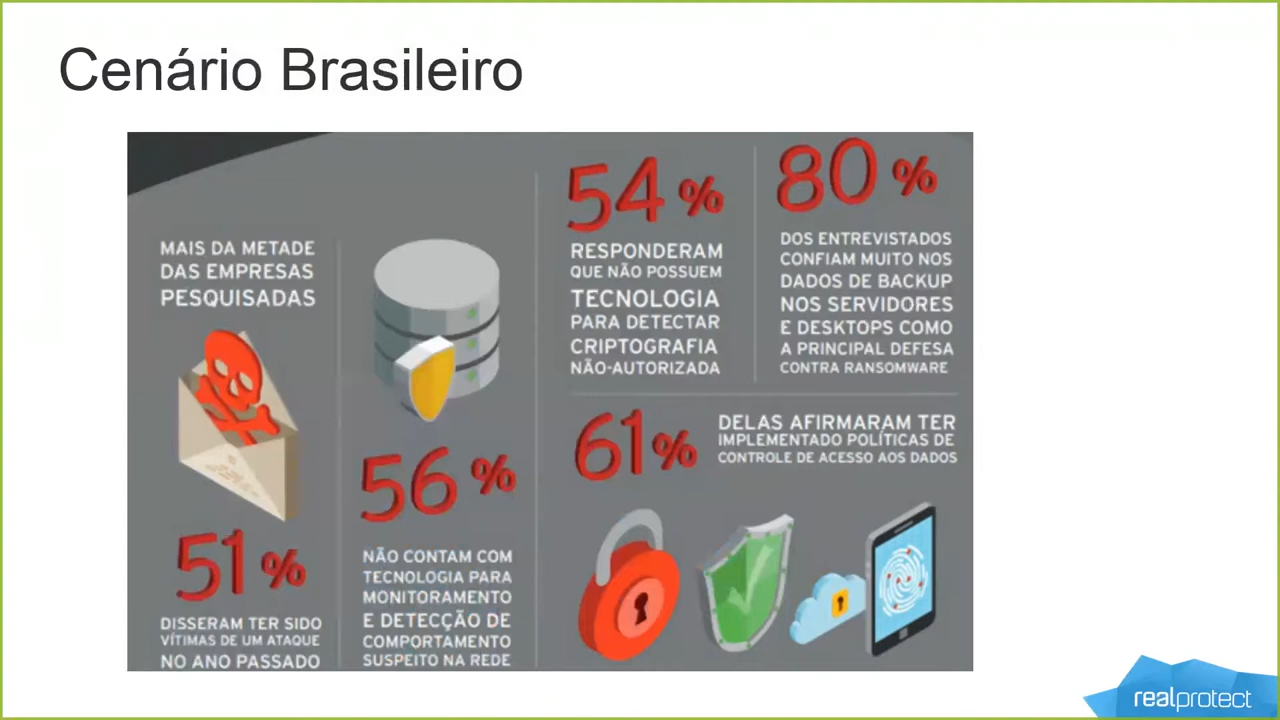 Cenário Brasileiro
MAIS DA METADE
DAS EMPRESAS
PESQUISADAS
51%
DISSERAM TER SIDO
VÍTIMAS DE UM ATAQUE
NO ANO PASSADO
56%
NÃO CONTAM COM
TECNOLOGIA PARA
MONITORAMENTO
E DETECÇÃO DE
COMPORTAMENTO
SUSPEITO NA REDE
54%
RESPONDERAM
QUE NÃO POSSUEM
TECNOLOGIA
PARA DETECTAR
CRIPTOGRAFIA
NÃO-AUTORIZADA
80%
DOS ENTREVISTADOS
CONFIAM MUITO NOS
DADOS DE BACKUP
NOS SERVIDORES
E DESKTOPS COMO
A PRINCIPAL DEFESA
CONTRA RANSOMWARE
61%
DELAS AFIRMARAM TER
IMPLEMENTADO POLÍTICAS DE
CONTROLE DE ACESSO AOS DADOS
realprotect